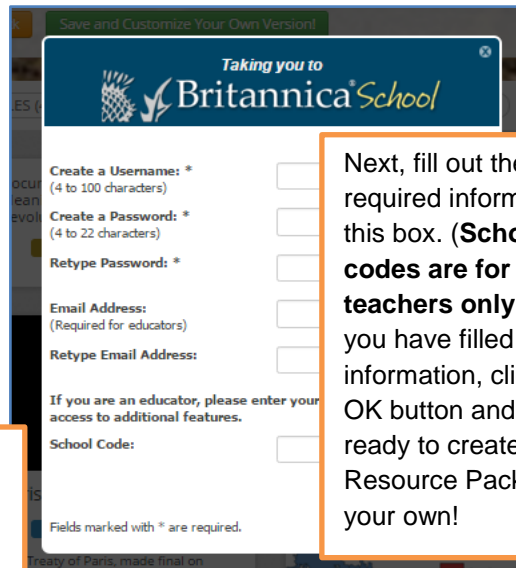 Save and Customize Your Own Version!
Taking you to
Britannica School
Create a Username: *
(4 to 100 characters)
Create a Password: *
(4 to 22 characters)
Retype Password: *
Email Address:
(Required for educators)
Retype Email Address:
If you are an educator, please enter your
access to additional features.
School Code:
Fields marked with * are required.
Next, fill out the
required inform
this box. (Scho
codes are for
teachers only
you have filled
information, cli
OK button and
ready to create
Resource Pack
your own!
Treaty of Paris, made final on